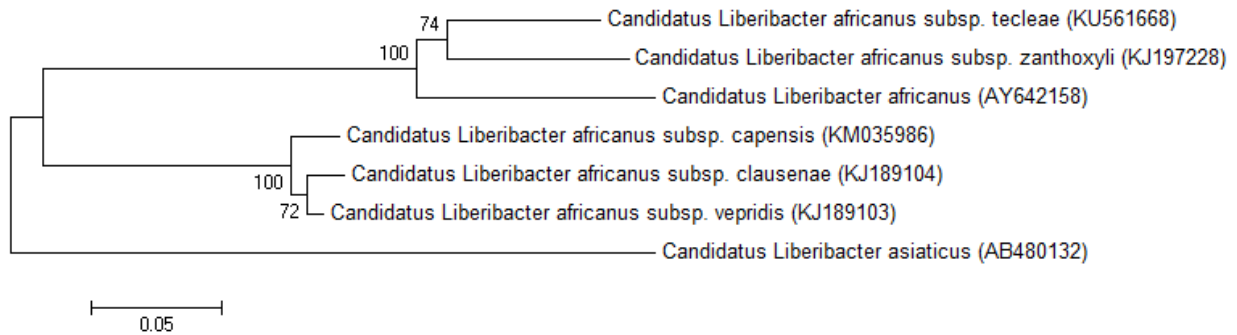 74
Candidatus Liberibacter africanus subsp. tecleae (KU561668)
100
Candidatus Liberibacter africanus subsp. zanthoxyli (KJ197228)
Candidatus Liberibacter africanus (AY642158)
Candidatus Liberibacter africanus subsp. capensis (KM035986)
100
Candidatus Liberibacter africanus subsp. clausenae (KJ189104)
72
Candidatus Liberibacter africanus subsp. vepridis (KJ189103)
Candidatus Liberibacter asiaticus (AB480132)
0.05